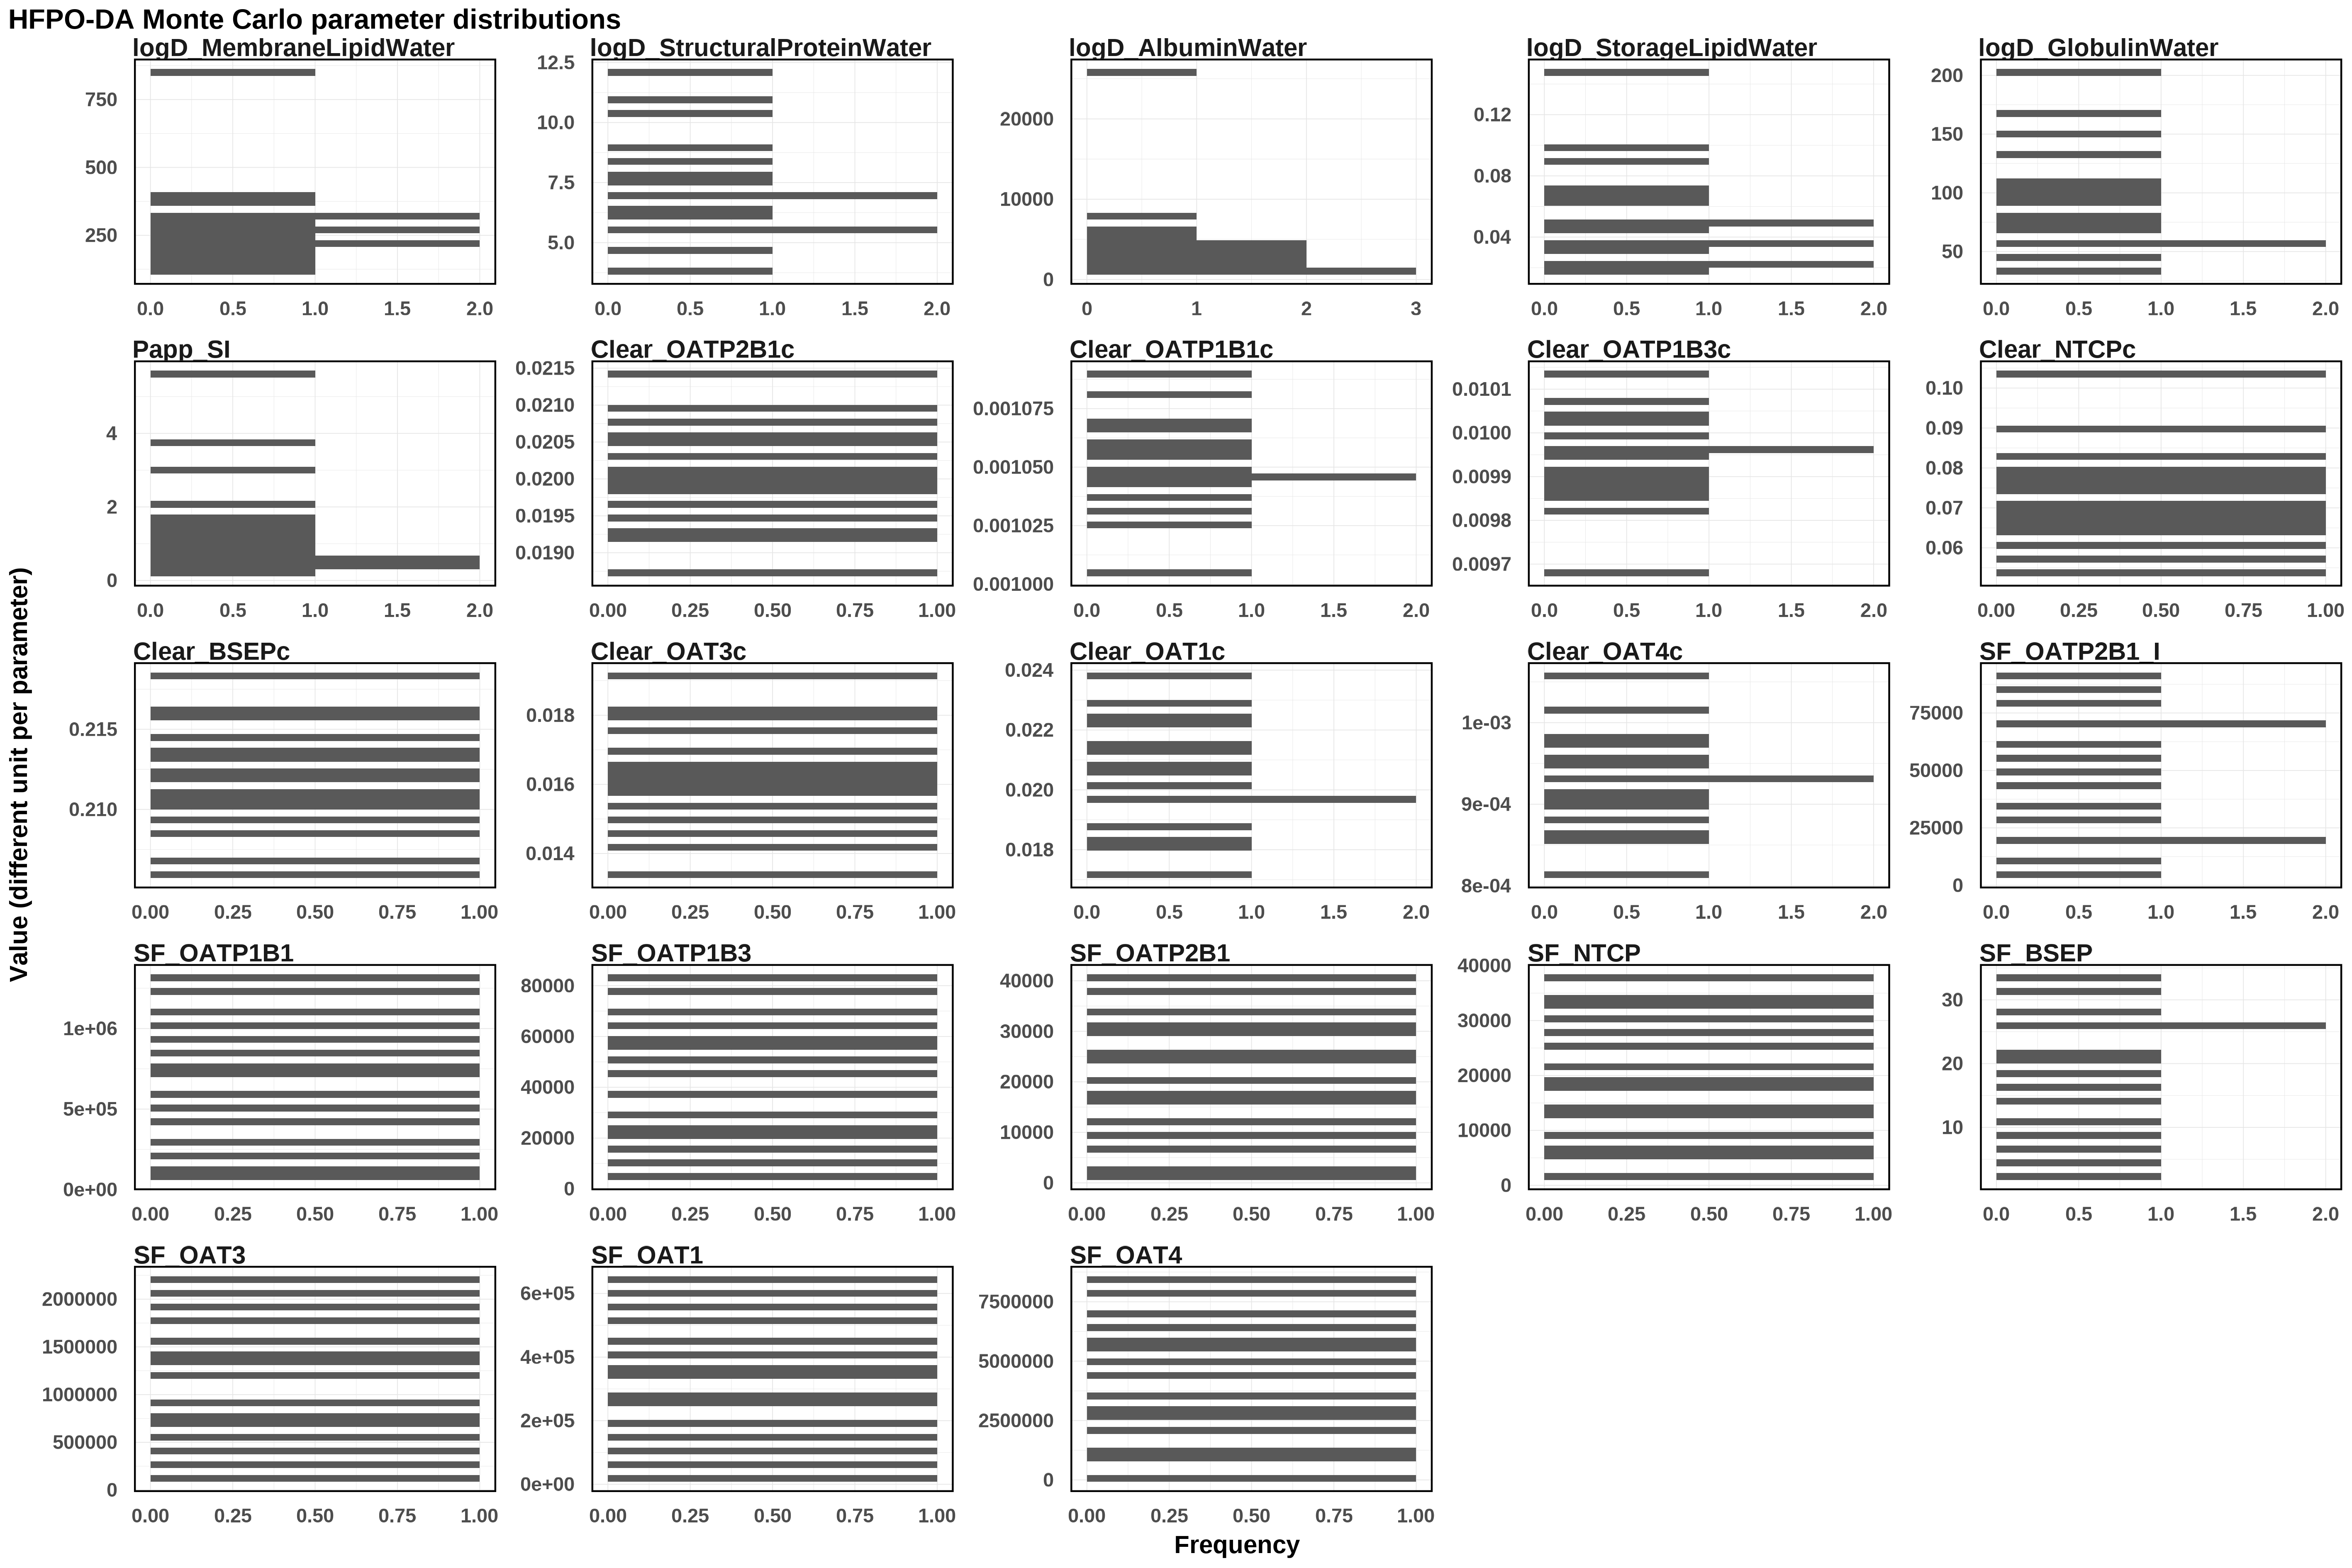 HFPO-DA Monte Carlo parameter distributions
logD_MembraneLipidWater
750
500
250
0.0 0.5 1.0 1.5 2.0
logD_StructuralProteinWater
12.5
10.0
7.5
5.0
0.0 0.5 1.0 1.5 2.0
logD_AlbuminWater
20000
10000
0
0 1 2 3
logD_StorageLipidWater
0.12
0.08
0.04
0.0 0.5 1.0 1.5 2.0
logD_GlobulinWater
200
150
100
50
0.0 0.5 1.0 1.5 2.0
Papp_SI
4
2
0
0.0 0.5 1.0 1.5 2.0
Clear_OATP2B1c
0.0215
0.0210
0.0205
0.0200
0.0195
0.0190
0.00 0.25 0.50 0.75 1.00
Clear_OATP1B1c
0.001075
0.001050
0.001025
0.001000
0.0 0.5 1.0 1.5 2.0
Clear_OATP1B3c
0.0101
0.0100
0.0099
0.0098
0.0097
0.0 0.5 1.0 1.5 2.0
Clear_NTCPc
0.10
0.09
0.08
0.07
0.06
0.00 0.25 0.50 0.75 1.00
Value (different unit per parameter)
Clear_BSEPc
0.215
0.210
0.00 0.25 0.50 0.75 1.00
Clear_OAT3c
0.018
0.016
0.014
0.00 0.25 0.50 0.75 1.00
Clear_OAT1c
0.024
0.022
0.020
0.018
0.0 0.5 1.0 1.5 2.0
Clear_OAT4c
1e-03
9e-04
8e-04
0.0 0.5 1.0 1.5 2.0
SF_OATP2B1_I
75000
50000
25000
0
0.0 0.5 1.0 1.5 2.0
SF_OATP1B1
1e+06
5e+05
0e+00
0.00 0.25 0.50 0.75 1.00
SF_OATP1B3
80000
60000
40000
20000
0
0.00 0.25 0.50 0.75 1.00
SF_OATP2B1
40000
30000
20000
10000
0
0.00 0.25 0.50 0.75 1.00
SF_NTCP
40000
30000
20000
10000
0
0.00 0.25 0.50 0.75 1.00
SF_BSEP
30
20
10
0.0 0.5 1.0 1.5 2.0
SF_OAT3
2000000
1500000
1000000
500000
0
0.00 0.25 0.50 0.75 1.00
SF_OAT1
6e+05
4e+05
2e+05
0e+00
0.00 0.25 0.50 0.75 1.00
SF_OAT4
7500000
5000000
2500000
0
0.00 0.25 0.50 0.75 1.00
Frequency